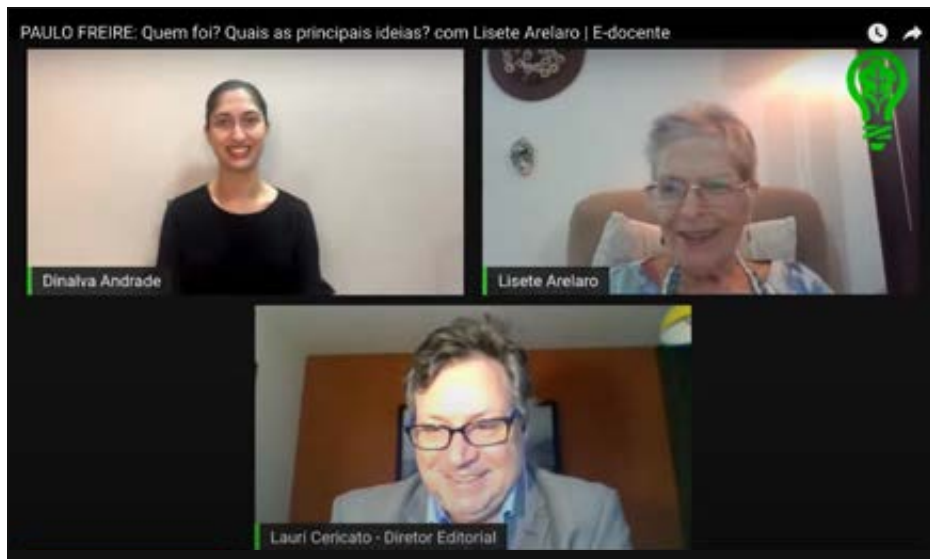 PAULO FREIRE: Quem foi? Quais as principais ideias? com Lisete Arelaro | E-docente
Dinalva Andrade
Lisete Arelaro
Lauri Cericato - Diretor Editorial